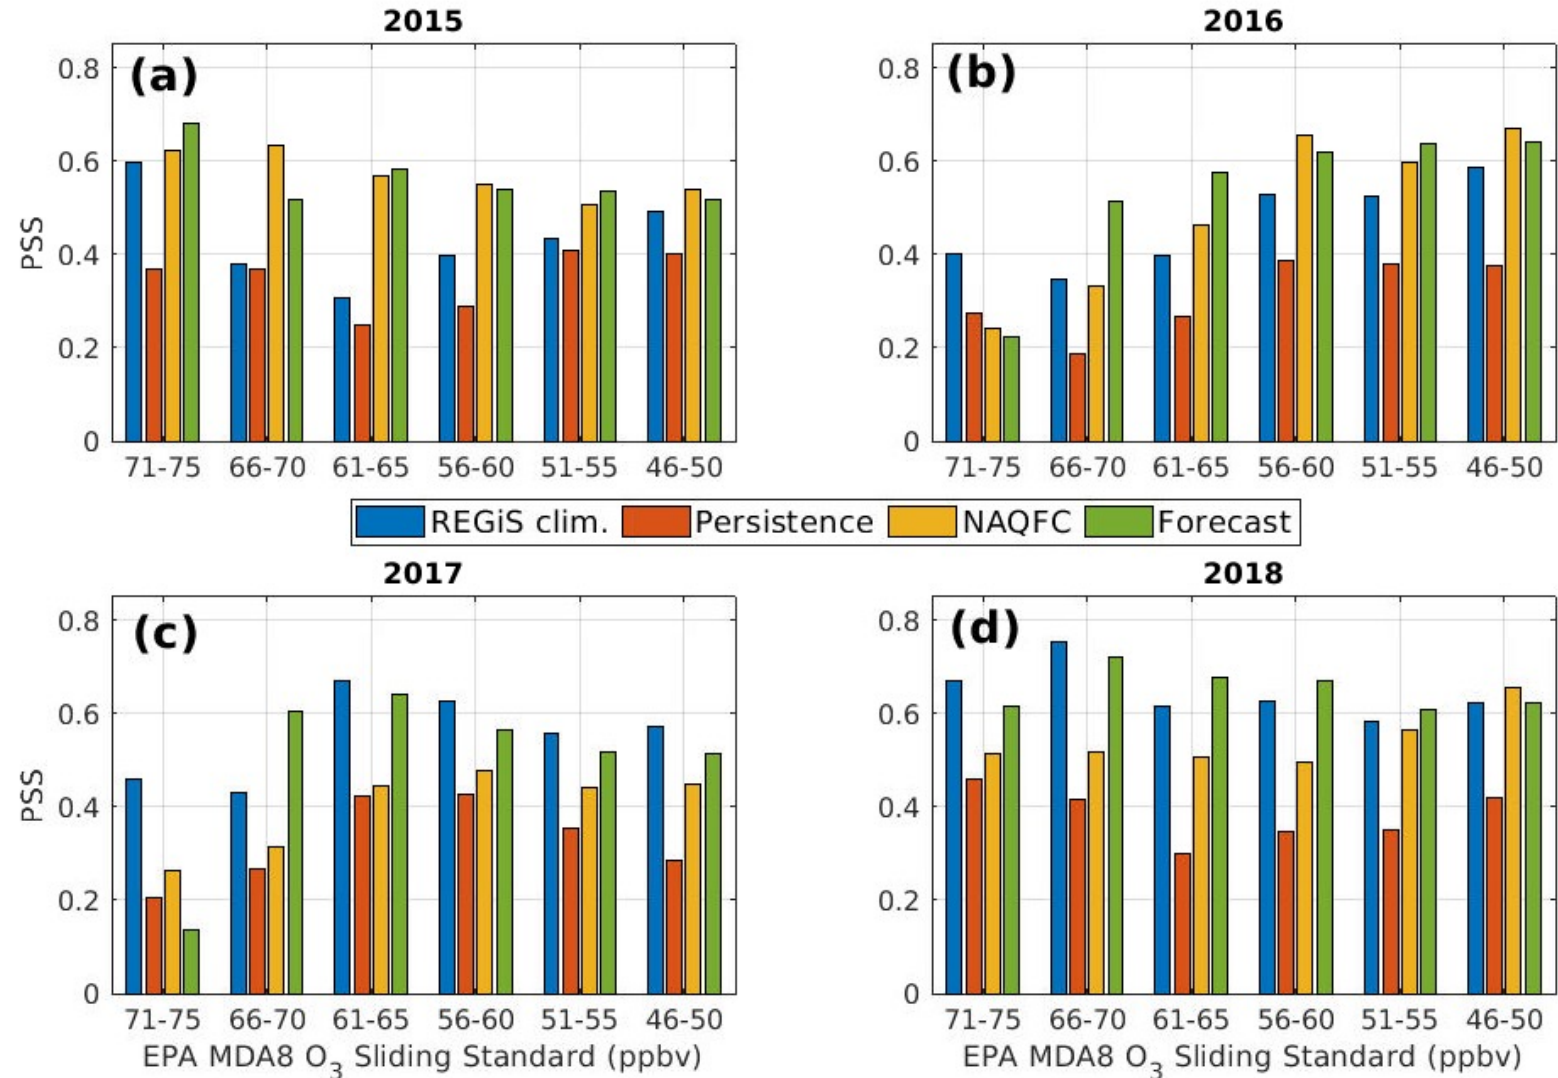 2015
2016
(a)
(b)
PSS
0.8
0.6
0.4
0.2
0
0.8
0.6
0.4
0.2
0
71-75 66-70 61-65 56-60 51-55 46-50
71-75 66-70 61-65 56-60 51-55 46-50
REGiS clim. Persistence NAQFC Forecast
2017
2018
(c)
(d)
PSS
0.8
0.6
0.4
0.2
0
0.8
0.6
0.4
0.2
0
71-75 66-70 61-65 56-60 51-55 46-50
71-75 66-70 61-65 56-60 51-55 46-50
EPA MDA8 O3 Sliding Standard (ppbv)
EPA MDA8 O3 Sliding Standard (ppbv)